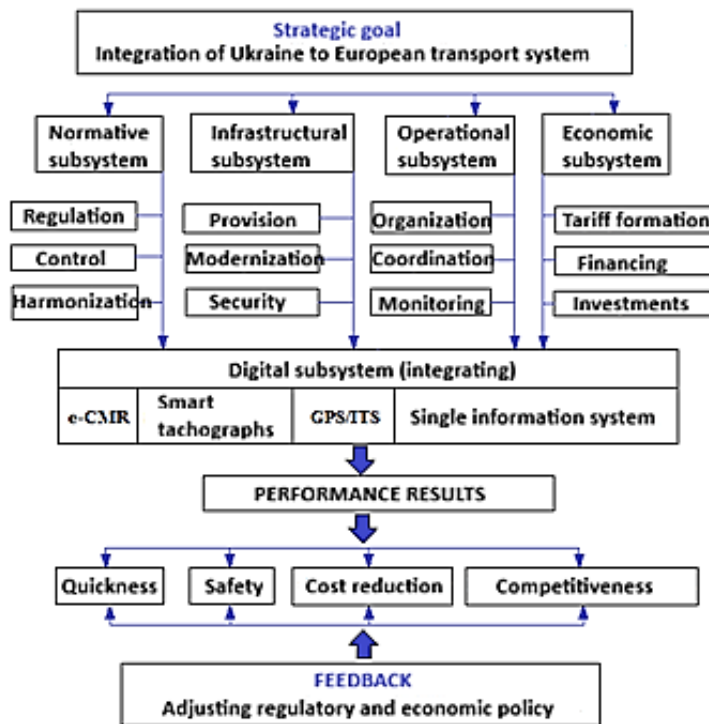 Strategic goal
Integration of Ukraine to European transport system
Normative
subsystem
Infrastructural
subsystem
Operational
subsystem
Economic
subsystem
Regulation
Provision
Organization
Tariff formation
Control
Modernization
Coordination
Financing
Harmonization
Security
Monitoring
Investments
Digital subsystem (integrating)
e-CMR
Smart
tachographs
GPS/ITS
Single information system
PERFORMANCE RESULTS
Quickness
Safety
Cost reduction
Competitiveness
FEEDBACK
Adjusting regulatory and economic policy